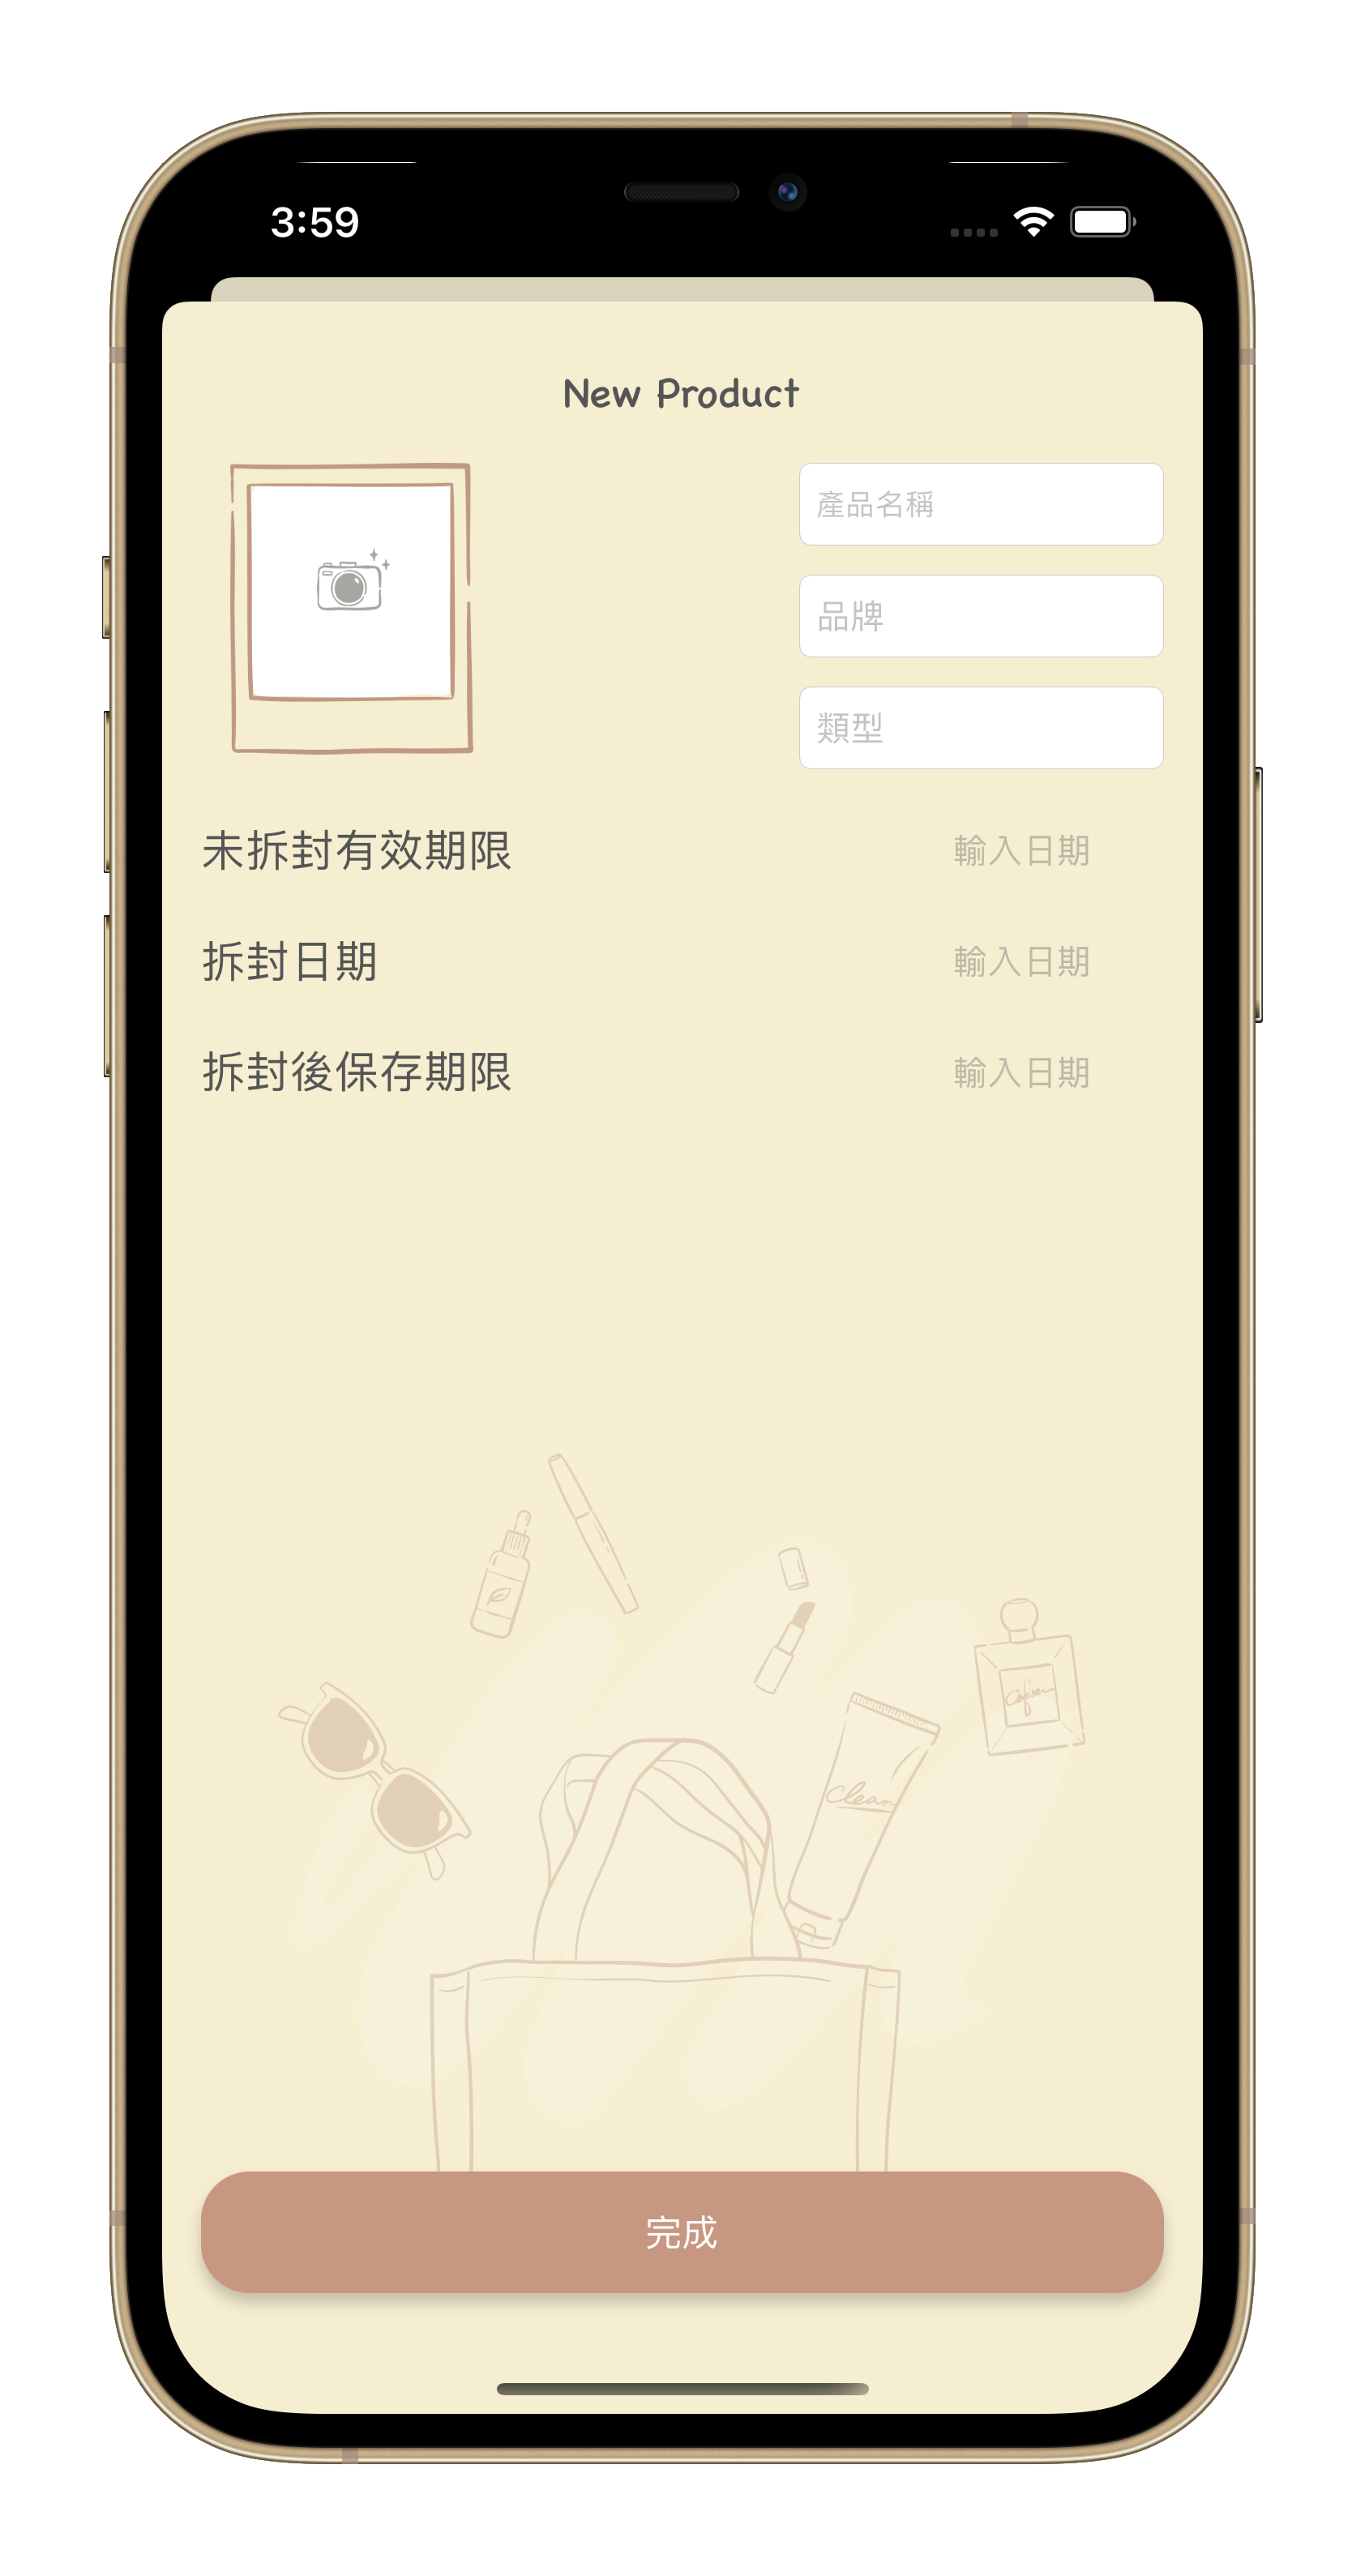 3:59
New Product
產品名稱
品牌
類型
未拆封有效期限 輸入日期
拆封日期 輸入日期
拆封後保存期限 輸入日期
Clean
完成